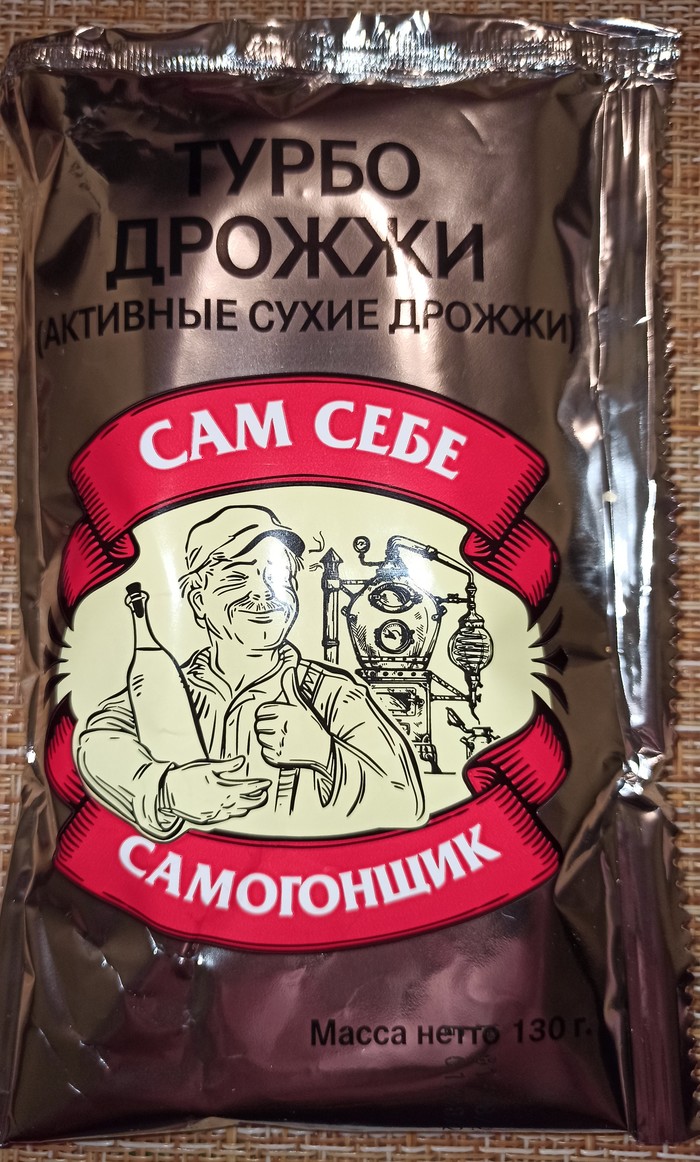 ТУРБО
ДРОЖЖИ
(АКТИВНЫЕ СУХИЕ ДРОЖЖИ)
САМ СЕБЕ
САМОГОНЩИК
Масса нетто 130 г.